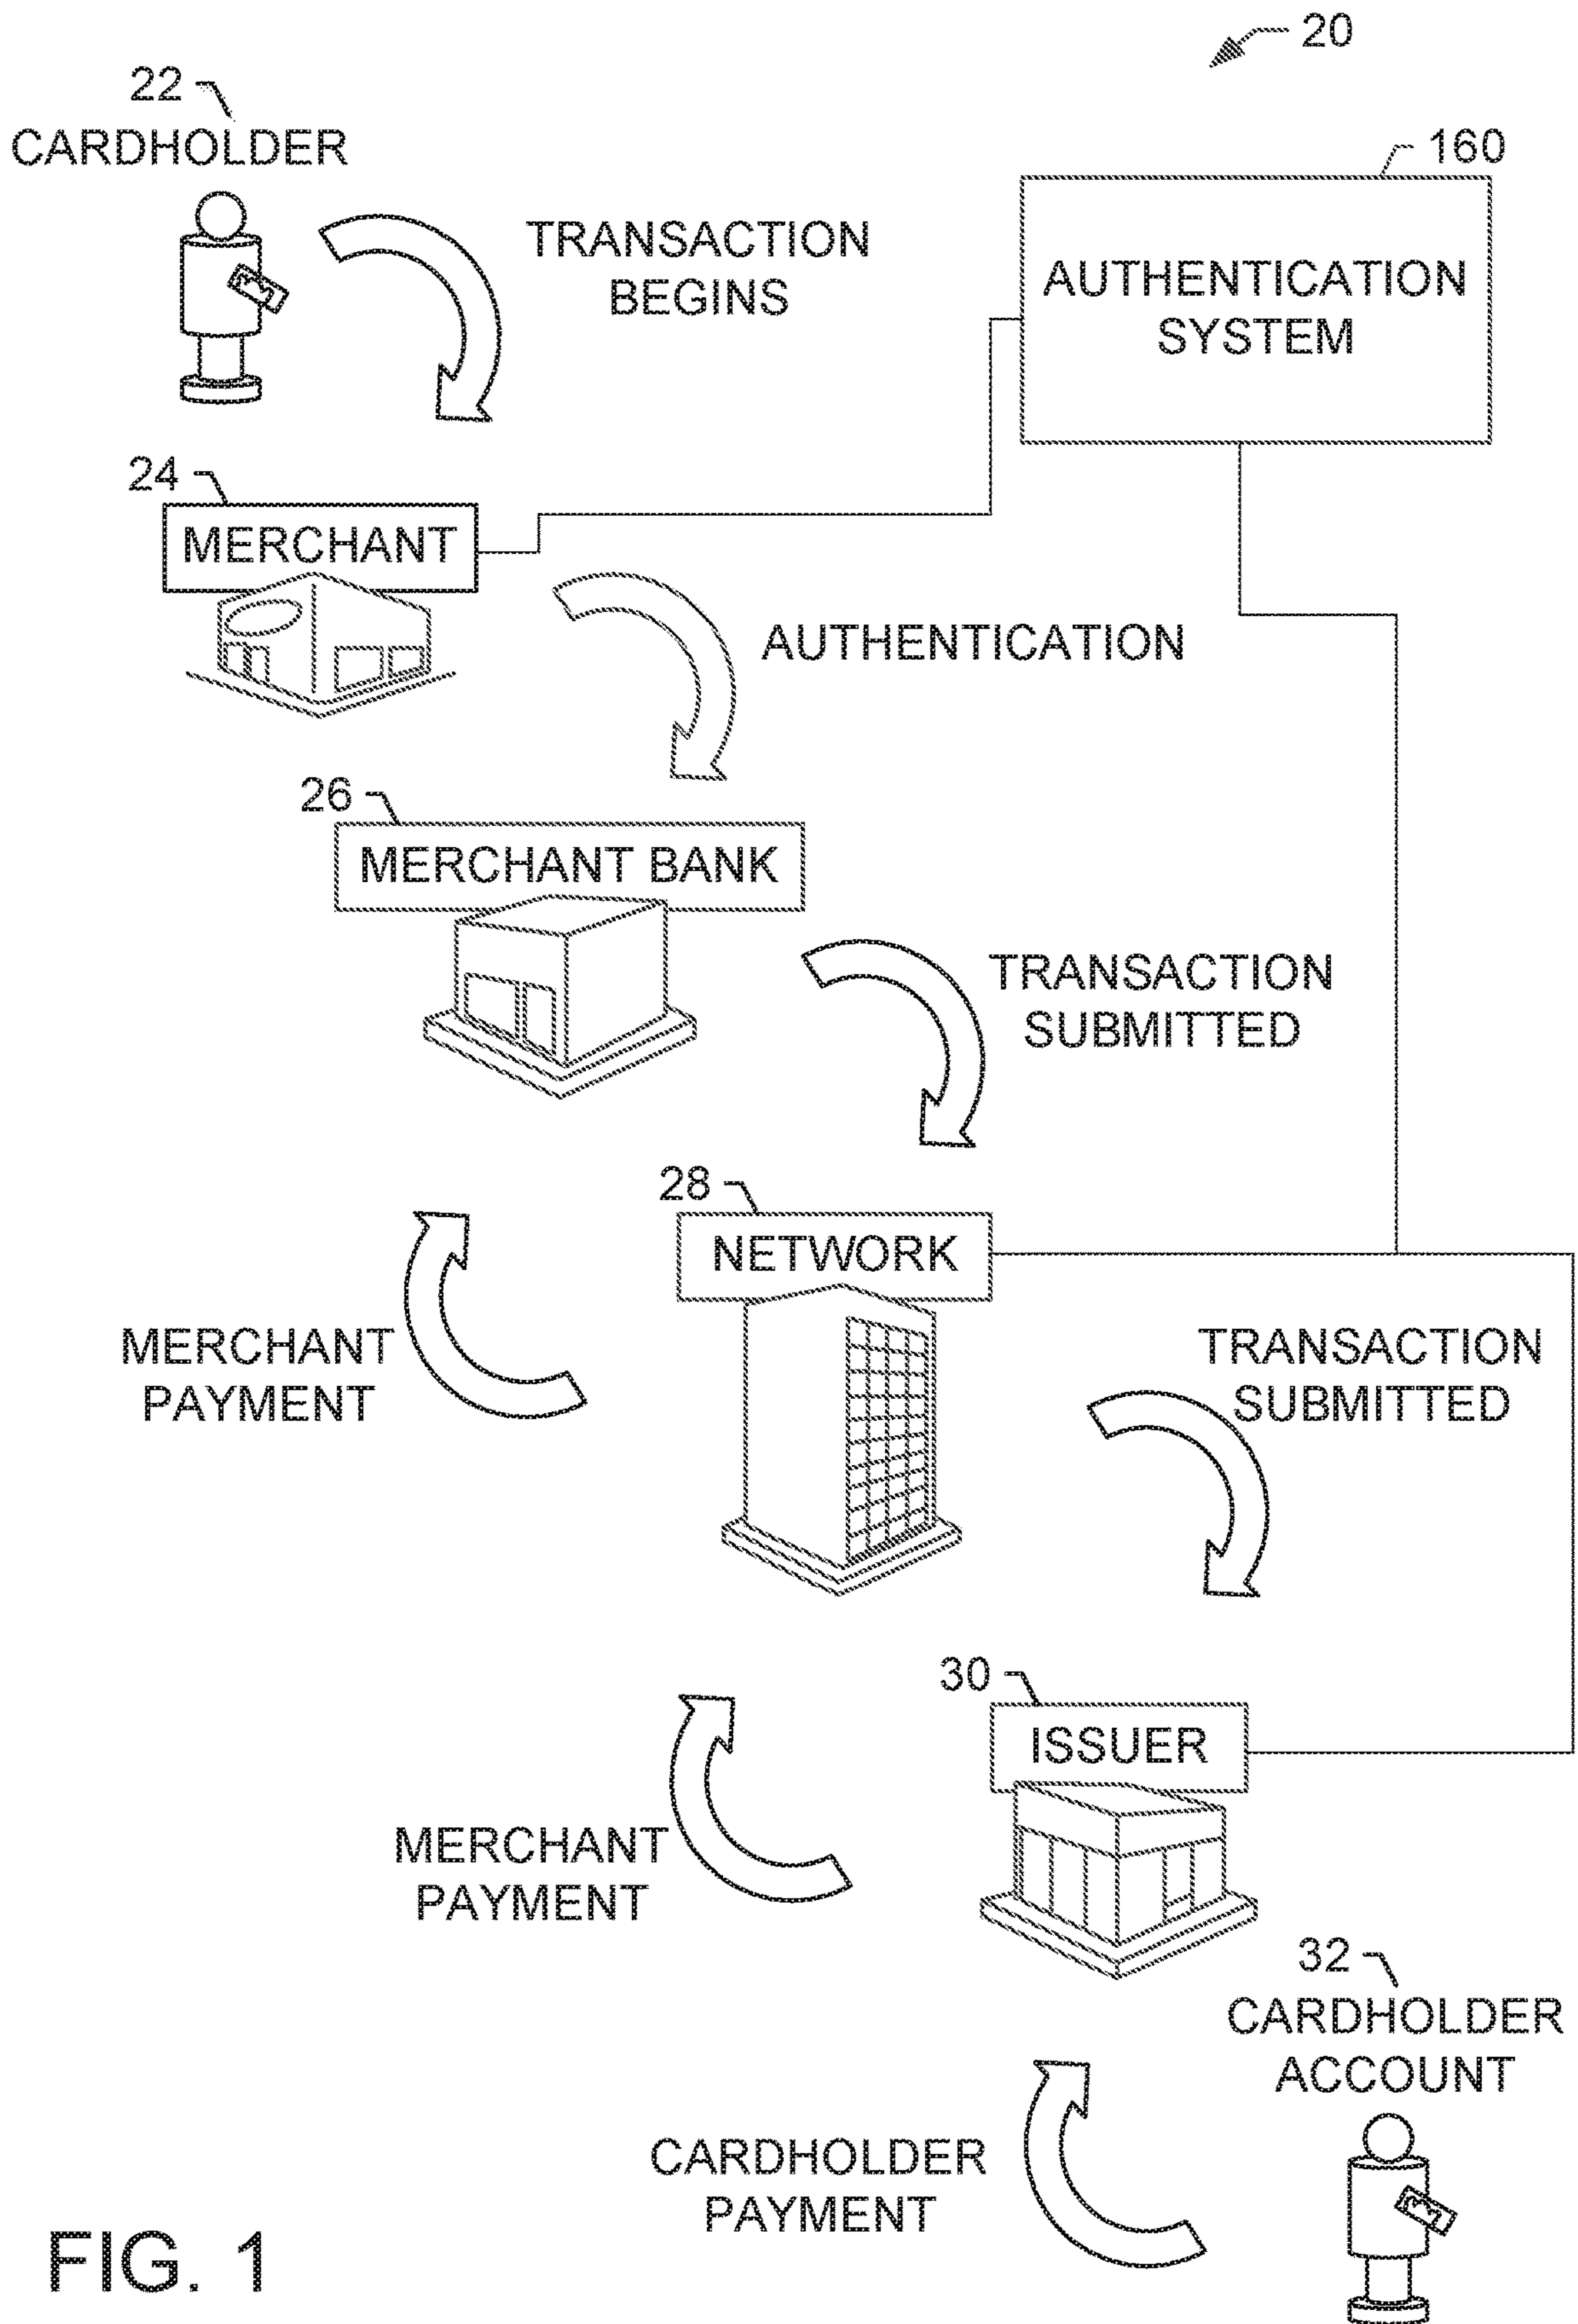 20
22
CARDHOLDER
160
TRANSACTION
BEGINS
AUTHENTICATION
SYSTEM
24
MERCHANT
AUTHENTICATION
26
MERCHANT BANK
TRANSACTION
SUBMITTED
28
NETWORK
MERCHANT
PAYMENT
TRANSACTION
SUBMITTED
30
ISSUER
MERCHANT
PAYMENT
32
CARDHOLDER
ACCOUNT
CARDHOLDER
PAYMENT
FIG. 1